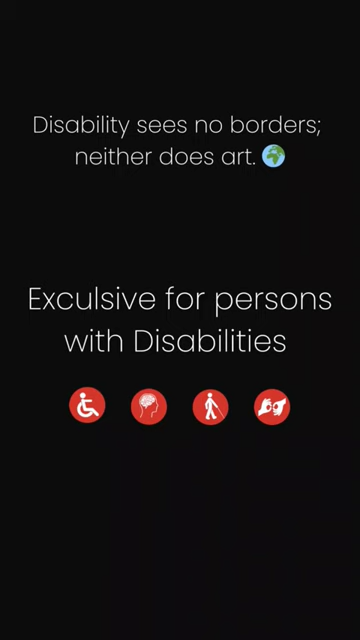 Disability sees no borders;
neither does art. 🌍
Exculsive for persons
with Disabilities